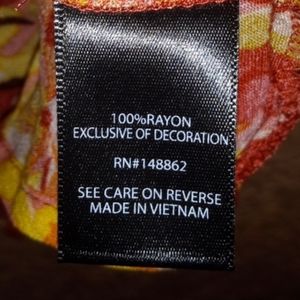 100%RAYON
EXCLUSIVE OF DECORATION
RN#148862
SEE CARE ON REVERSE
MADE IN VIETNAM